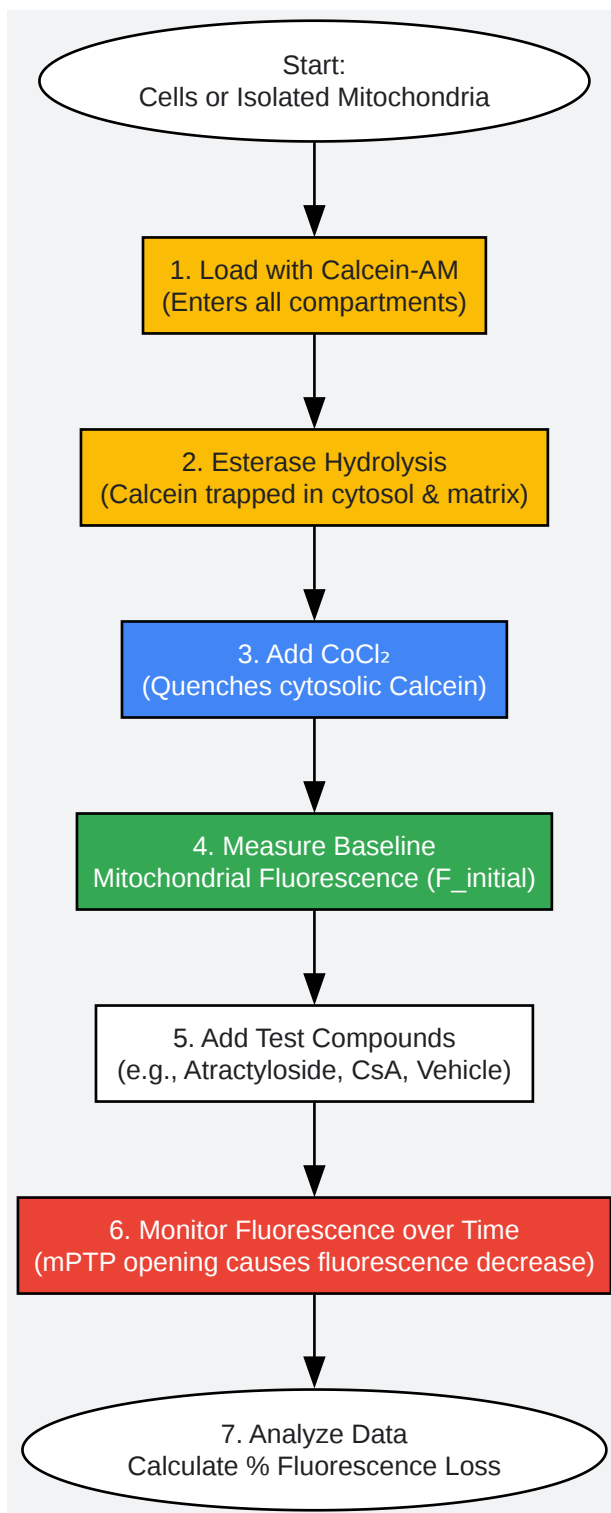 Start:
Cells or Isolated Mitochondria
1. Load with Calcein-AM
(Enters all compartments)
2. Esterase Hydrolysis
(Calcein trapped in cytosol & matrix)
3. Add CoCl₂
(Quenches cytosolic Calcein)
4. Measure Baseline
Mitochondrial Fluorescence (F_initial)
5. Add Test Compounds
(e.g., Atractyloside, CsA, Vehicle)
6. Monitor Fluorescence over Time
(mPTP opening causes fluorescence decrease)
7. Analyze Data
Calculate % Fluorescence Loss